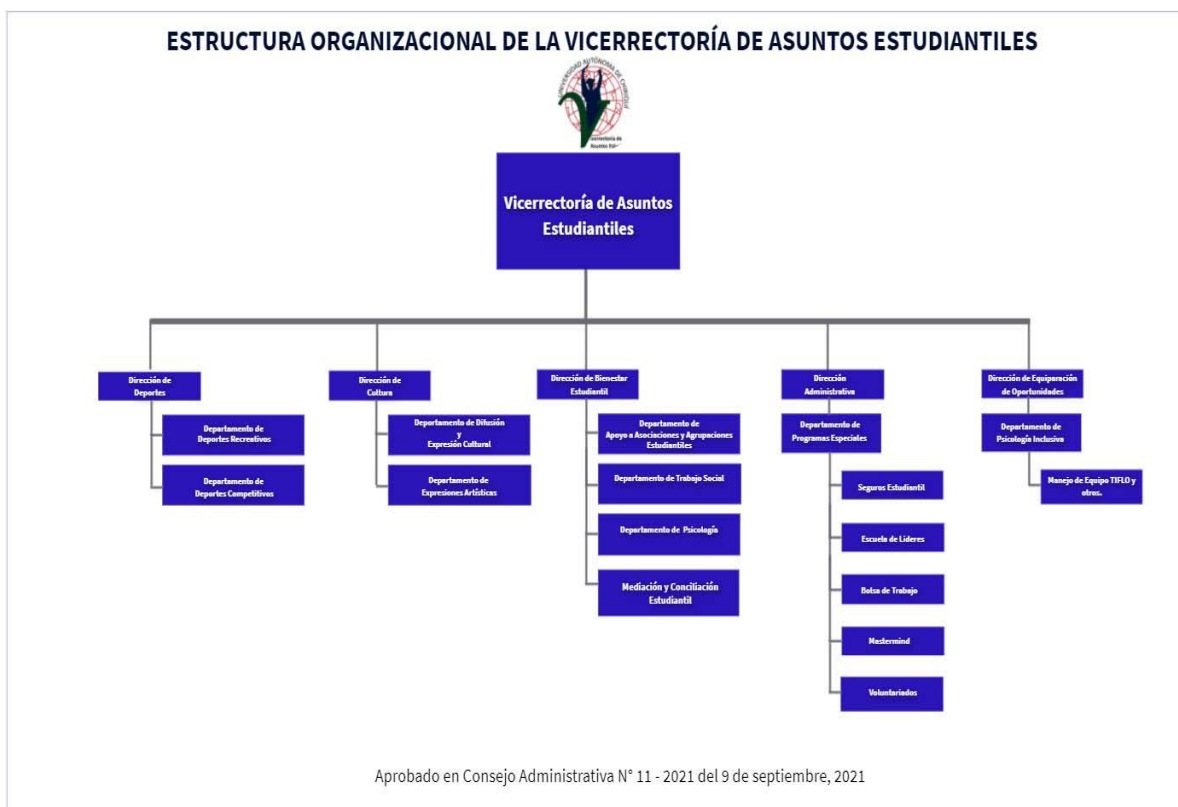 ESTRUCTURA ORGANIZACIONAL DE LA VICERRECTORÍA DE ASUNTOS ESTUDIANTILES
UNIVERSIDAD AUTÓNOMA DE CHIRIQUÍ
Vicerrectoría de Asuntos
Estudiantiles
Dirección de
Deportes
Departamento de
Deportes Recreativos
Departamento de
Deportes Competitivos
Dirección de
Cultura
Departamento de Difusión
y
Expresión Cultural
Departamento de
Expresiones Artísticas
Dirección de Bienestar
Estudiantil
Departamento de
Apoyo a Asociaciones y Agrupaciones
Estudiantiles
Departamento de Trabajo Social
Departamento de Psicología
Mediación y Conciliación
Estudiantil
Dirección
Administrativa
Departamento de
Programas Especiales
Seguros Estudiantil
Escuela de Lideres
Bolsa de Trabajo
Mastermind
Voluntariados
Dirección de Equiparación
de Oportunidades
Departamento de
Psicología Inclusiva
Manejo de Equipo TIFLO y
otros.
Aprobado en Consejo Administrativa N° 11 - 2021 del 9 de septiembre, 2021